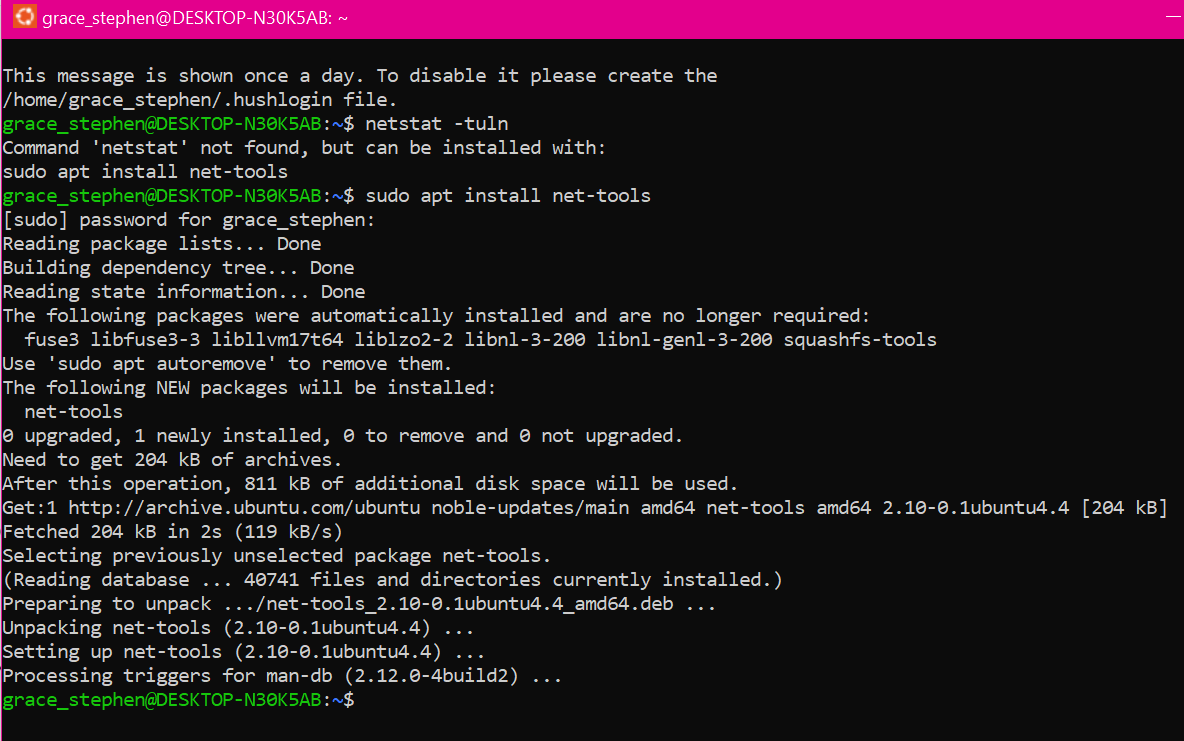 grace_stephen@DESKTOP-N30K5AB: ~
This message is shown once a day. To disable it please create the
/home/grace_stephen/.hushlogin file.
grace_stephen@DESKTOP-N30K5AB:~$ netstat -tuln
Command 'netstat' not found, but can be installed with:
sudo apt install net-tools
grace_stephen@DESKTOP-N30K5AB:~$ sudo apt install net-tools
[sudo] password for grace_stephen:
Reading package lists... Done
Building dependency tree... Done
Reading state information... Done
The following packages were automatically installed and are no longer required:
  fuse3 libfuse3-3 libllvm17t64 liblzo2-2 libnl-3-200 libnl-genl-3-200 squashfs-tools
Use 'sudo apt autoremove' to remove them.
The following NEW packages will be installed:
  net-tools
0 upgraded, 1 newly installed, 0 to remove and 0 not upgraded.
Need to get 204 kB of archives.
After this operation, 811 kB of additional disk space will be used.
Get:1 http://archive.ubuntu.com/ubuntu noble-updates/main amd64 net-tools amd64 2.10-0.1ubuntu4.4 [204 kB]
Fetched 204 kB in 2s (119 kB/s)
Selecting previously unselected package net-tools.
(Reading database ... 40741 files and directories currently installed.)
Preparing to unpack .../net-tools_2.10-0.1ubuntu4.4_amd64.deb ...
Unpacking net-tools (2.10-0.1ubuntu4.4) ...
Setting up net-tools (2.10-0.1ubuntu4.4) ...
Processing triggers for man-db (2.12.0-4build2) ...
grace_stephen@DESKTOP-N30K5AB:~$